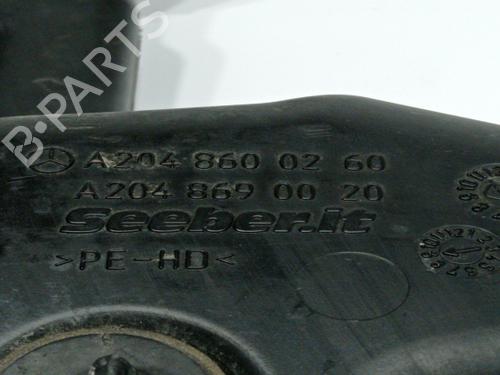 B-PARTS
A204 860 02 60
A204 869 00 20
Seeber.it
>PE-HD<